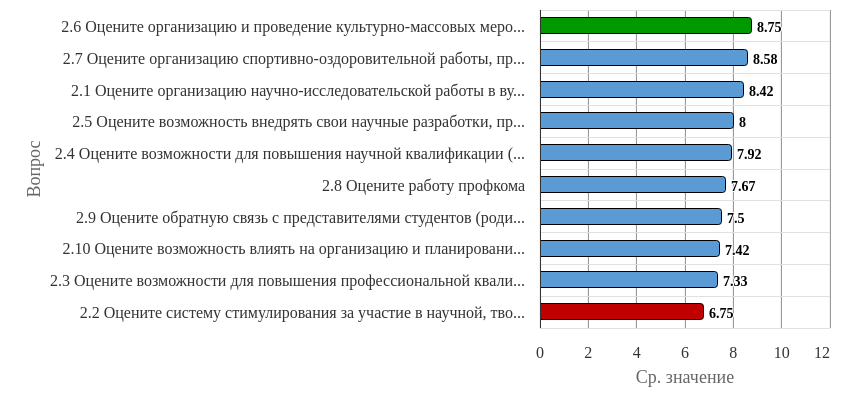 2.6 Оцените организацию и проведение культурно-массовых меро... 8.75
2.7 Оцените организацию спортивно-оздоровительной работы, пр... 8.58
2.1 Оцените организацию научно-исследовательской работы в ву... 8.42
2.5 Оцените возможность внедрять свои научные разработки, пр... 8
2.4 Оцените возможности для повышения научной квалификации (... 7.92
2.8 Оцените работу профкома 7.67
2.9 Оцените обратную связь с представителями студентов (роди... 7.5
2.10 Оцените возможность влиять на организацию и планировани... 7.42
2.3 Оцените возможности для повышения профессиональной квали... 7.33
2.2 Оцените систему стимулирования за участие в научной, тво... 6.75
Вопрос
0 2 4 6 8 10 12
Ср. значение